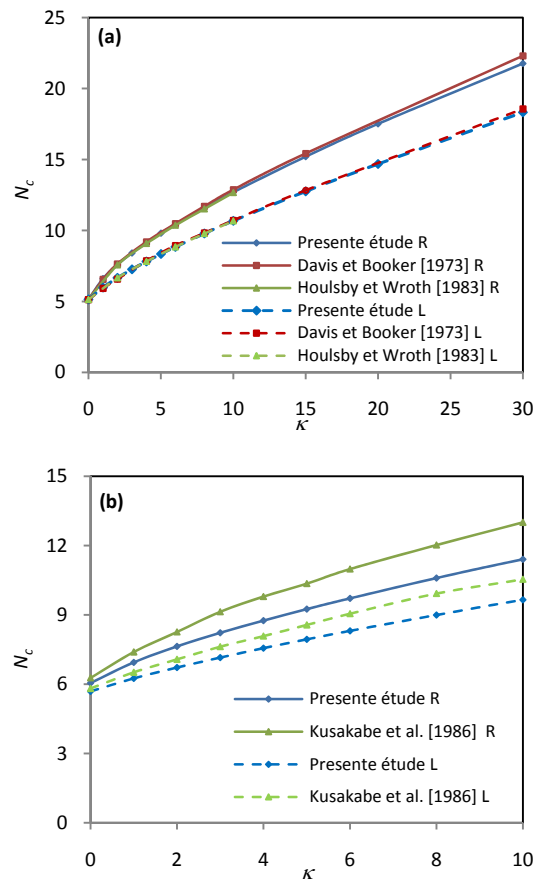 (a)
25
20
15
10
5
0
N_c
Presente étude R
Davis et Booker [1973] R
Houlsby et Wroth [1983] R
Presente étude L
Davis et Booker [1973] L
Houlsby et Wroth [1983] L
0 5 10 15 20 25 30
κ
(b)
15
12
9
6
3
0
N_c
Presente étude R
Kusakabe et al. [1986] R
Presente étude L
Kusakabe et al. [1986] L
0 2 4 6 8 10
κ